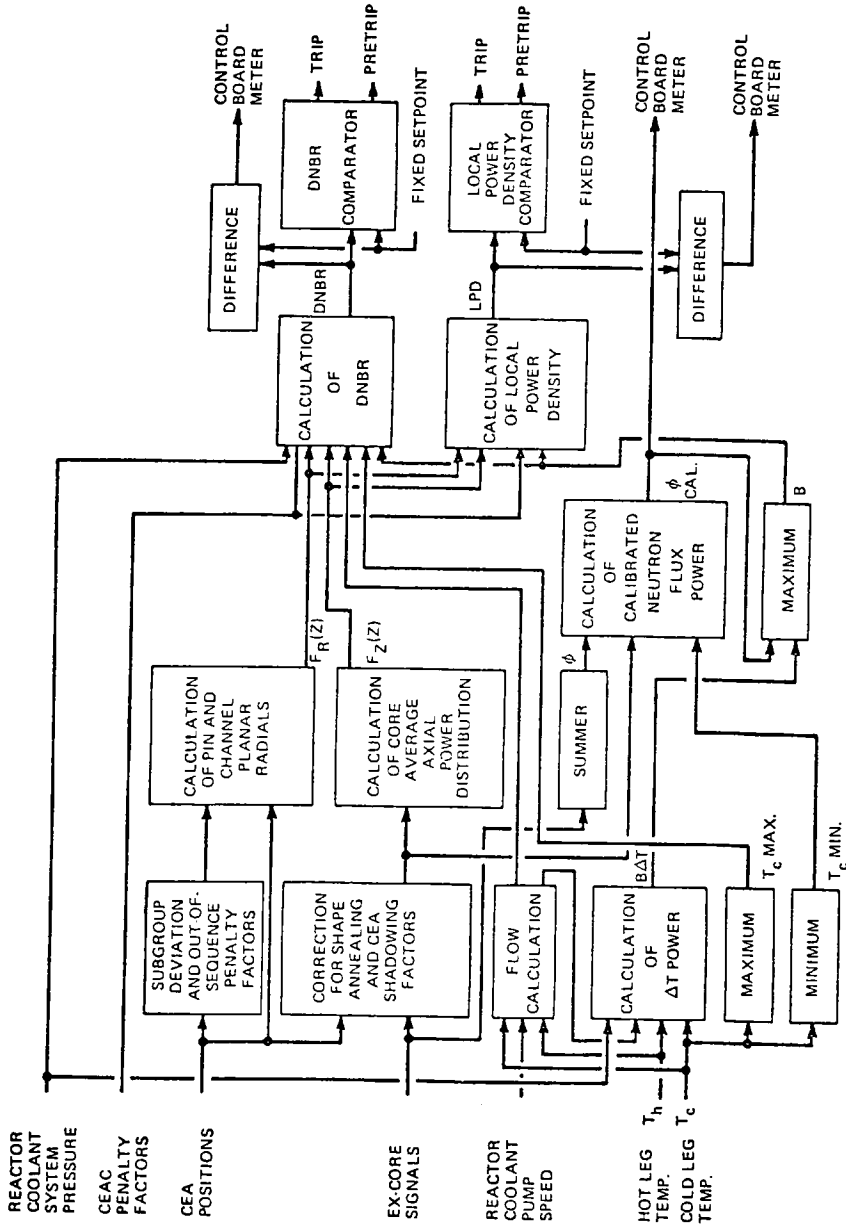 REACTOR
COOLANT
SYSTEM
PRESSURE
CEAC
PENALTY
FACTORS
CEA
POSITIONS
EX-CORE
SIGNALS
REACTOR
COOLANT
PUMP
SPEED
HOT LEG
TEMP.
T_h
COLD LEG
TEMP.
T_c
SUBGROUP
DEVIATION
AND OUT-OF-
SEQUENCE
PENALTY
FACTORS
CORRECTION
FOR SHAPE
ANNEALING
AND CEA
SHADOWING
FACTORS
FLOW
CALCULATION
CALCULATION
OF
ΔT POWER
BΔT
MAXIMUM
T_c MAX.
MINIMUM
T_c MIN.
CALCULATION
OF PIN AND
CHANNEL
PLANAR
RADIALS
F_R(Z)
CALCULATION
OF CORE
AVERAGE
AXIAL
POWER
DISTRIBUTION
F_Z(Z)
SUMMER
φ
CALCULATION
OF
CALIBRATED
NEUTRON
FLUX
POWER
φ
CAL.
MAXIMUM
B
CALCULATION
OF
DNBR
DNBR
CALCULATION
OF LOCAL
POWER
DENSITY
LPD
DIFFERENCE
CONTROL
BOARD
METER
DNBR
COMPARATOR
TRIP
PRETRIP
FIXED SETPOINT
LOCAL
POWER
DENSITY
COMPARATOR
TRIP
PRETRIP
FIXED SETPOINT
CONTROL
BOARD
METER
DIFFERENCE
CONTROL
BOARD
METER